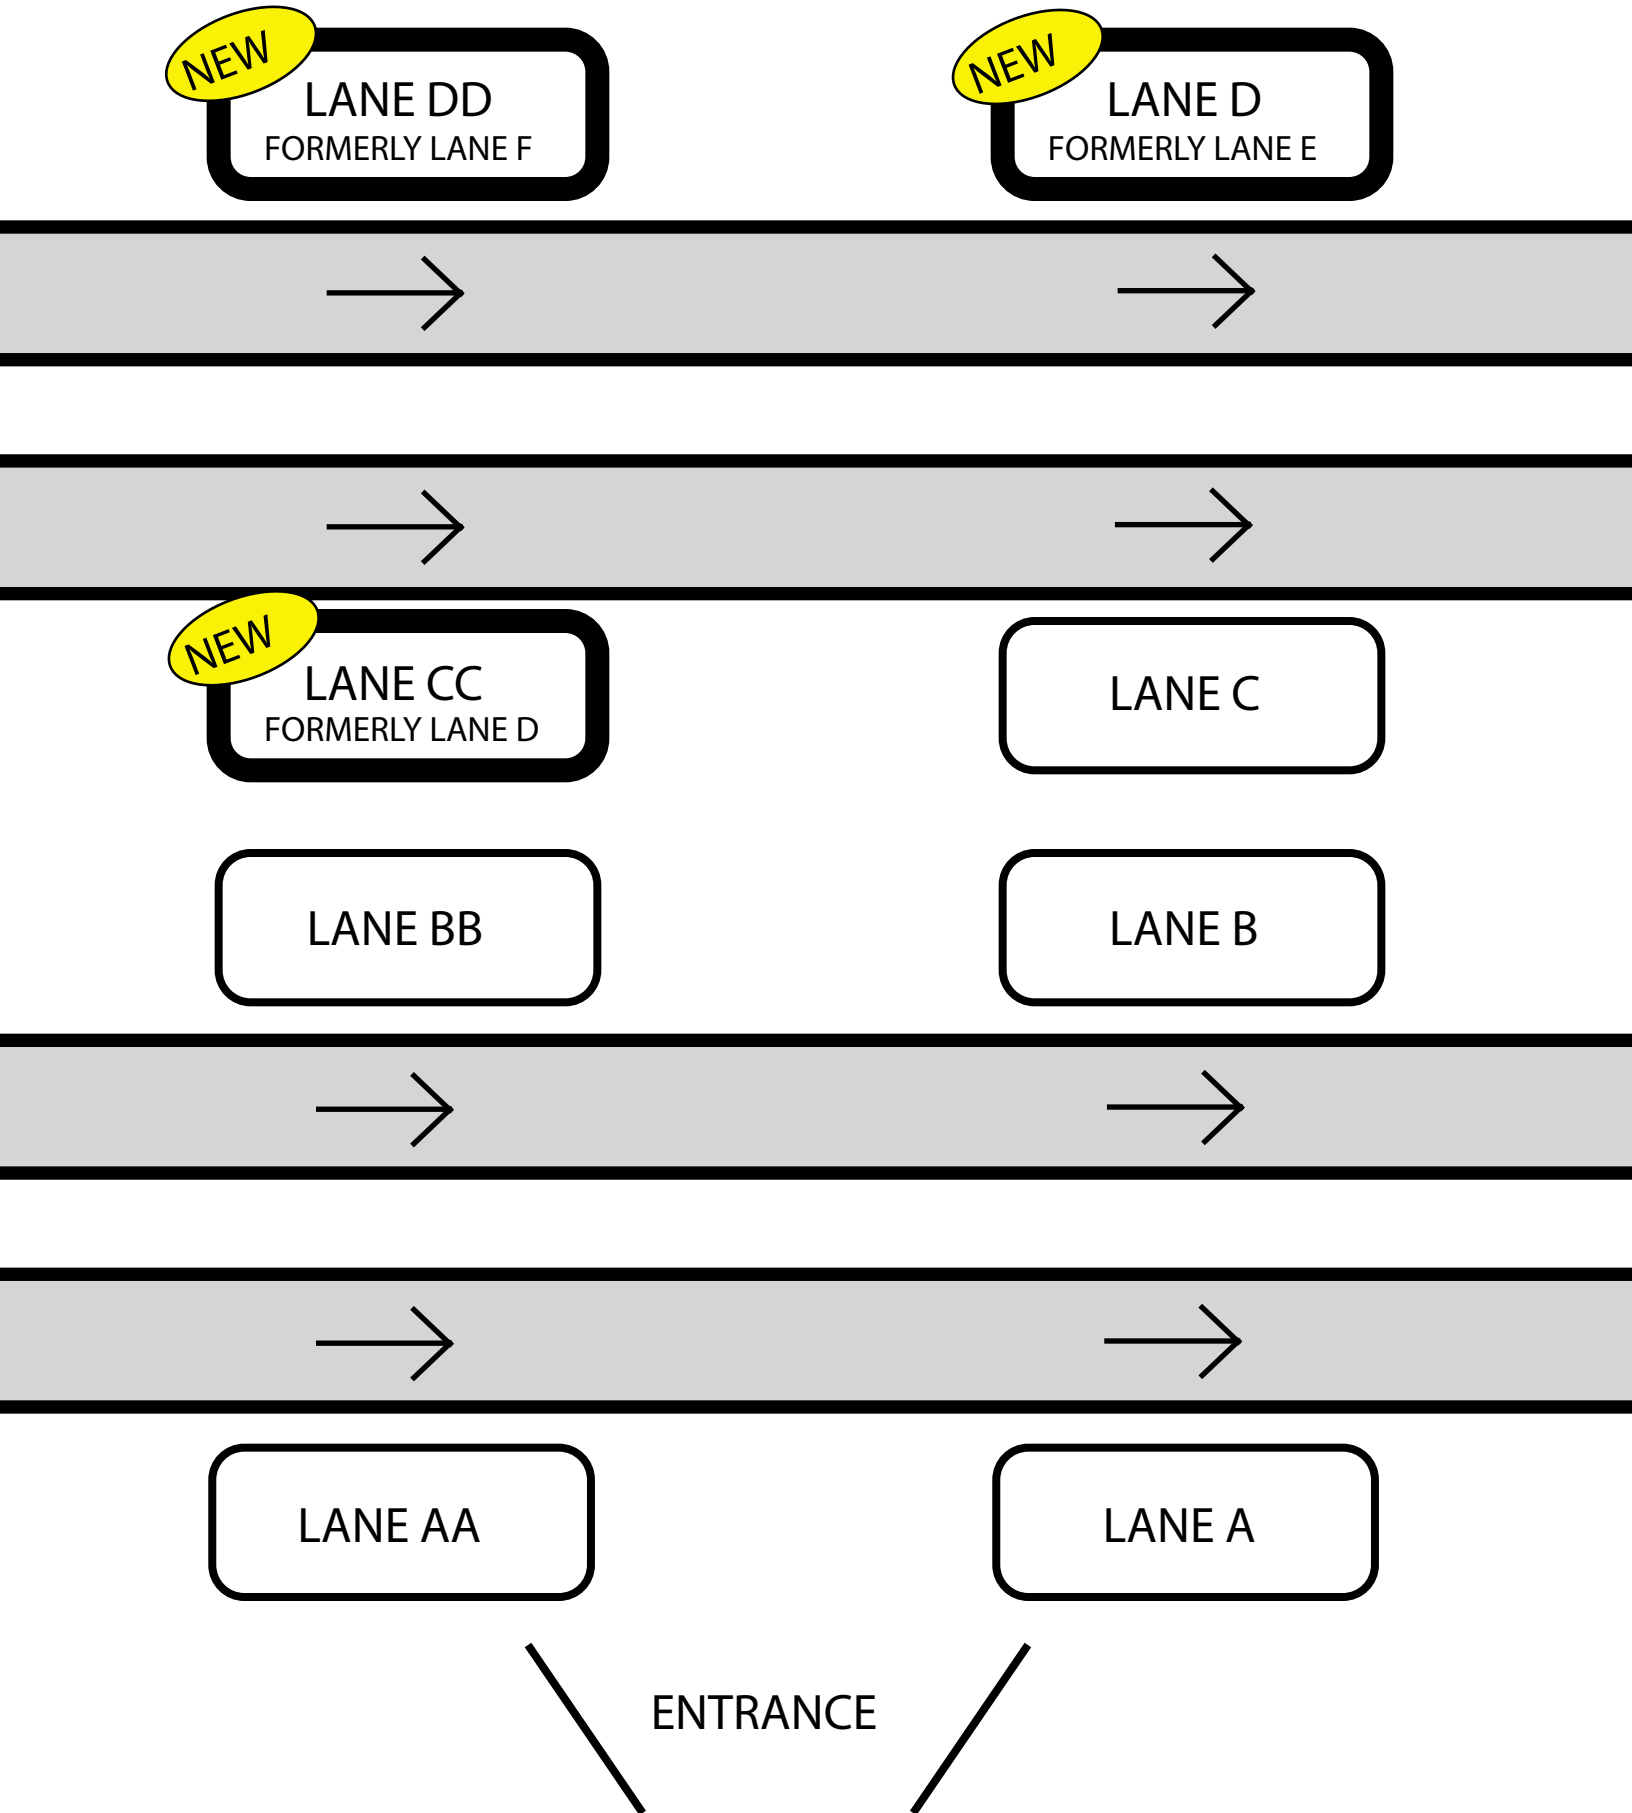 NEW
LANE DD
FORMERLY LANE F
NEW
LANE D
FORMERLY LANE E
NEW
LANE CC
FORMERLY LANE D
LANE C
LANE BB
LANE B
LANE AA
LANE A
ENTRANCE